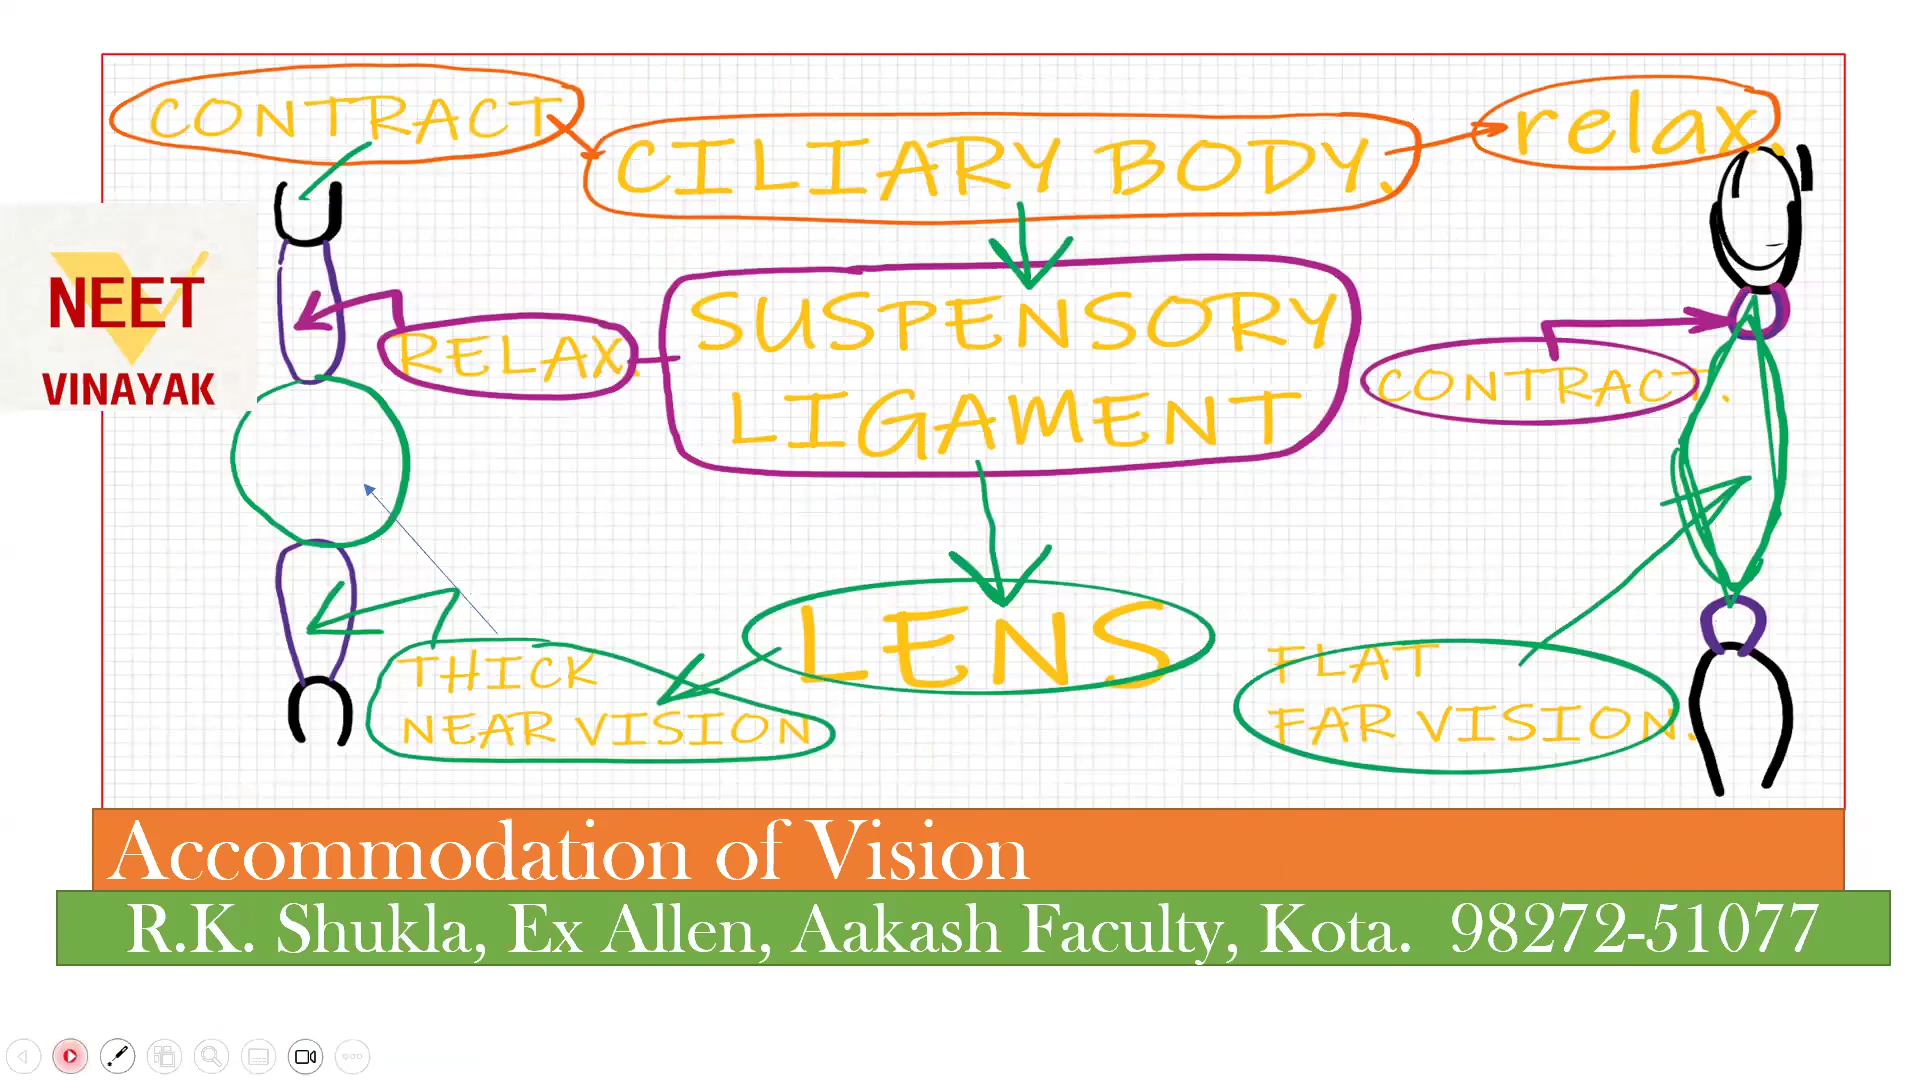 CONTRACT
CILIARY BODY.
relax.
NEET
VINAYAK
RELAX.
SUSPENSORY
LIGAMENT
CONTRACT.
LENS
THICK
NEAR VISION
FLAT
FAR VISION.
Accommodation of Vision
R.K. Shukla, Ex Allen, Aakash Faculty, Kota. 98272-51077